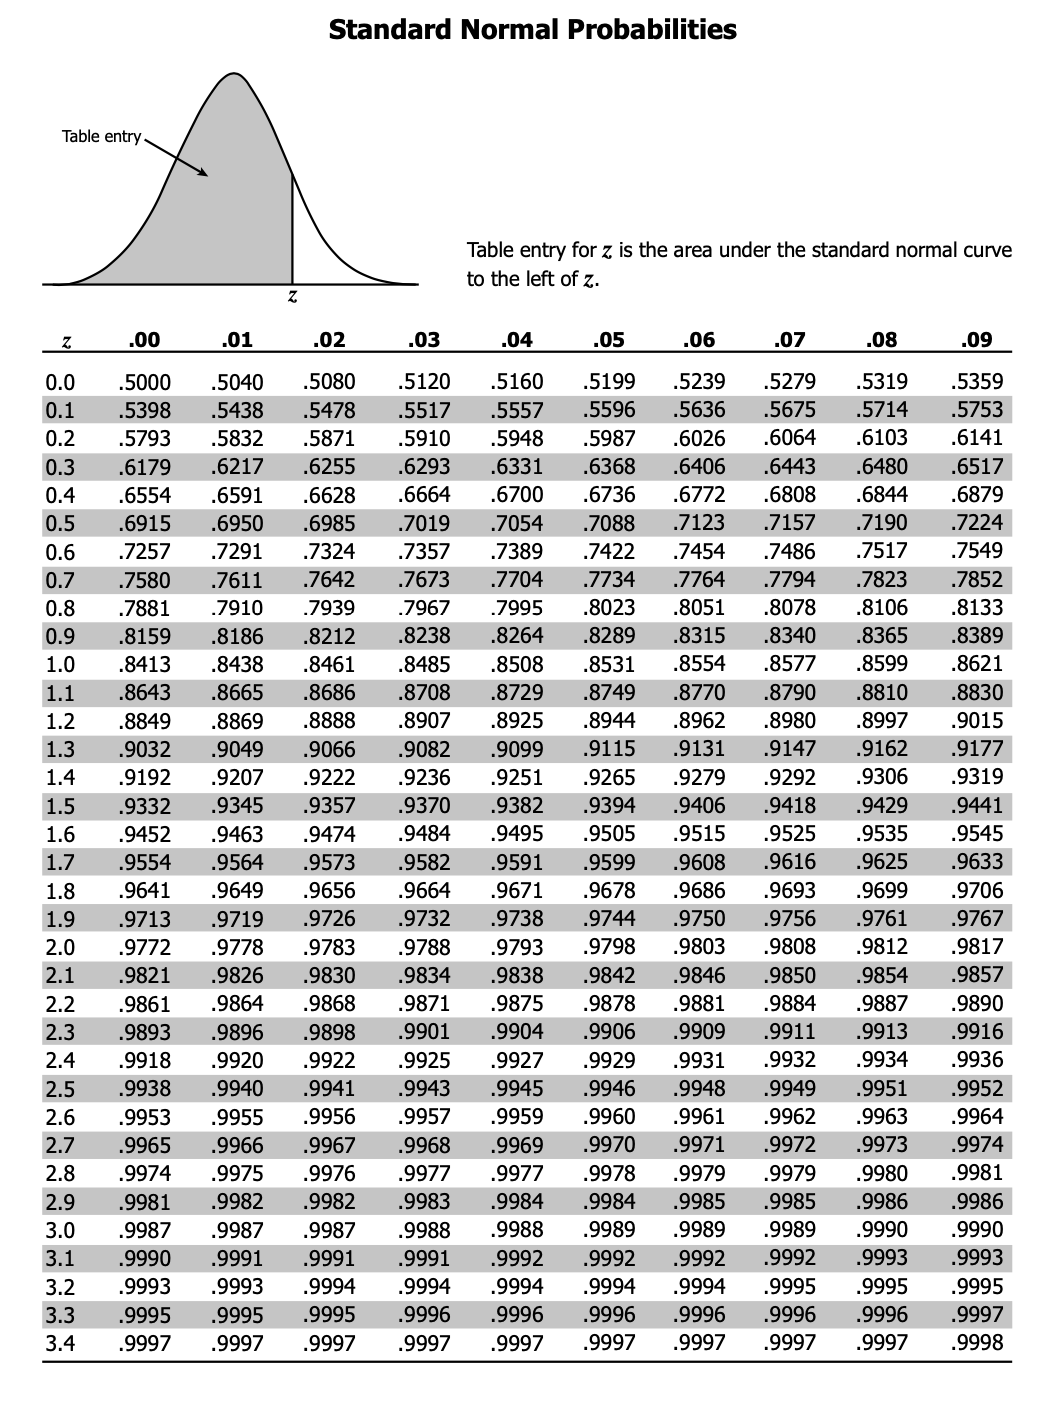 Standard Normal Probabilities
Table entry
z
Table entry for z is the area under the standard normal curve
to the left of z.
z .00 .01 .02 .03 .04 .05 .06 .07 .08 .09
0.0 .5000 .5040 .5080 .5120 .5160 .5199 .5239 .5279 .5319 .5359
0.1 .5398 .5438 .5478 .5517 .5557 .5596 .5636 .5675 .5714 .5753
0.2 .5793 .5832 .5871 .5910 .5948 .5987 .6026 .6064 .6103 .6141
0.3 .6179 .6217 .6255 .6293 .6331 .6368 .6406 .6443 .6480 .6517
0.4 .6554 .6591 .6628 .6664 .6700 .6736 .6772 .6808 .6844 .6879
0.5 .6915 .6950 .6985 .7019 .7054 .7088 .7123 .7157 .7190 .7224
0.6 .7257 .7291 .7324 .7357 .7389 .7422 .7454 .7486 .7517 .7549
0.7 .7580 .7611 .7642 .7673 .7704 .7734 .7764 .7794 .7823 .7852
0.8 .7881 .7910 .7939 .7967 .7995 .8023 .8051 .8078 .8106 .8133
0.9 .8159 .8186 .8212 .8238 .8264 .8289 .8315 .8340 .8365 .8389
1.0 .8413 .8438 .8461 .8485 .8508 .8531 .8554 .8577 .8599 .8621
1.1 .8643 .8665 .8686 .8708 .8729 .8749 .8770 .8790 .8810 .8830
1.2 .8849 .8869 .8888 .8907 .8925 .8944 .8962 .8980 .8997 .9015
1.3 .9032 .9049 .9066 .9082 .9099 .9115 .9131 .9147 .9162 .9177
1.4 .9192 .9207 .9222 .9236 .9251 .9265 .9279 .9292 .9306 .9319
1.5 .9332 .9345 .9357 .9370 .9382 .9394 .9406 .9418 .9429 .9441
1.6 .9452 .9463 .9474 .9484 .9495 .9505 .9515 .9525 .9535 .9545
1.7 .9554 .9564 .9573 .9582 .9591 .9599 .9608 .9616 .9625 .9633
1.8 .9641 .9649 .9656 .9664 .9671 .9678 .9686 .9693 .9699 .9706
1.9 .9713 .9719 .9726 .9732 .9738 .9744 .9750 .9756 .9761 .9767
2.0 .9772 .9778 .9783 .9788 .9793 .9798 .9803 .9808 .9812 .9817
2.1 .9821 .9826 .9830 .9834 .9838 .9842 .9846 .9850 .9854 .9857
2.2 .9861 .9864 .9868 .9871 .9875 .9878 .9881 .9884 .9887 .9890
2.3 .9893 .9896 .9898 .9901 .9904 .9906 .9909 .9911 .9913 .9916
2.4 .9918 .9920 .9922 .9925 .9927 .9929 .9931 .9932 .9934 .9936
2.5 .9938 .9940 .9941 .9943 .9945 .9946 .9948 .9949 .9951 .9952
2.6 .9953 .9955 .9956 .9957 .9959 .9960 .9961 .9962 .9963 .9964
2.7 .9965 .9966 .9967 .9968 .9969 .9970 .9971 .9972 .9973 .9974
2.8 .9974 .9975 .9976 .9977 .9977 .9978 .9979 .9979 .9980 .9981
2.9 .9981 .9982 .9982 .9983 .9984 .9984 .9985 .9985 .9986 .9986
3.0 .9987 .9987 .9987 .9988 .9988 .9989 .9989 .9989 .9990 .9990
3.1 .9990 .9991 .9991 .9991 .9992 .9992 .9992 .9992 .9993 .9993
3.2 .9993 .9993 .9994 .9994 .9994 .9994 .9994 .9995 .9995 .9995
3.3 .9995 .9995 .9995 .9996 .9996 .9996 .9996 .9996 .9996 .9997
3.4 .9997 .9997 .9997 .9997 .9997 .9997 .9997 .9997 .9997 .9998